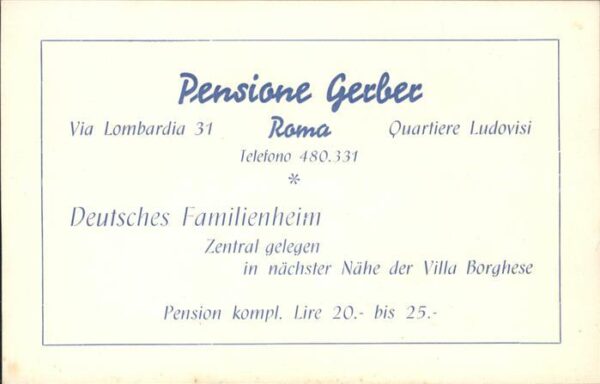 Pensione Gerber
Via Lombardia 31 Roma Quartiere Ludovisi
Telefono 480.331
*
Deutsches Familienheim
Zentral gelegen
in nächster Nähe der Villa Borghese
Pension kompl. Lire 20.- bis 25.-